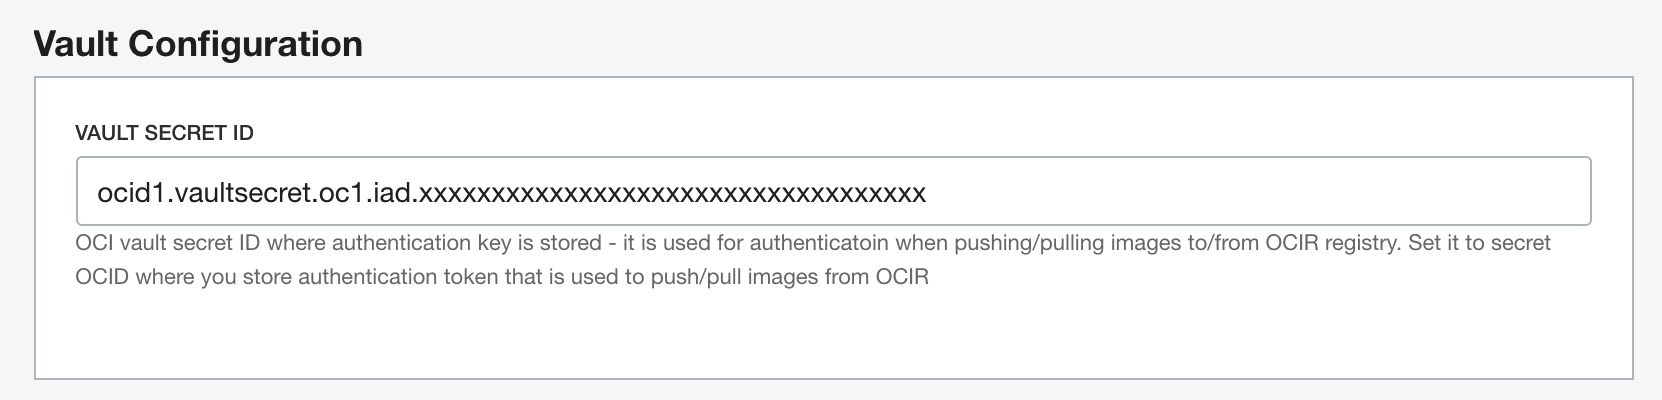 Vault Configuration
VAULT SECRET ID
ocid1.vaultsecret.oc1.iad.xxxxxxxxxxxxxxxxxxxxxxxxxxxxxxxxxxx
OCI vault secret ID where authentication key is stored - it is used for authenticatoin when pushing/pulling images to/from OCIR registry. Set it to secret
OCID where you store authentication token that is used to push/pull images from OCIR